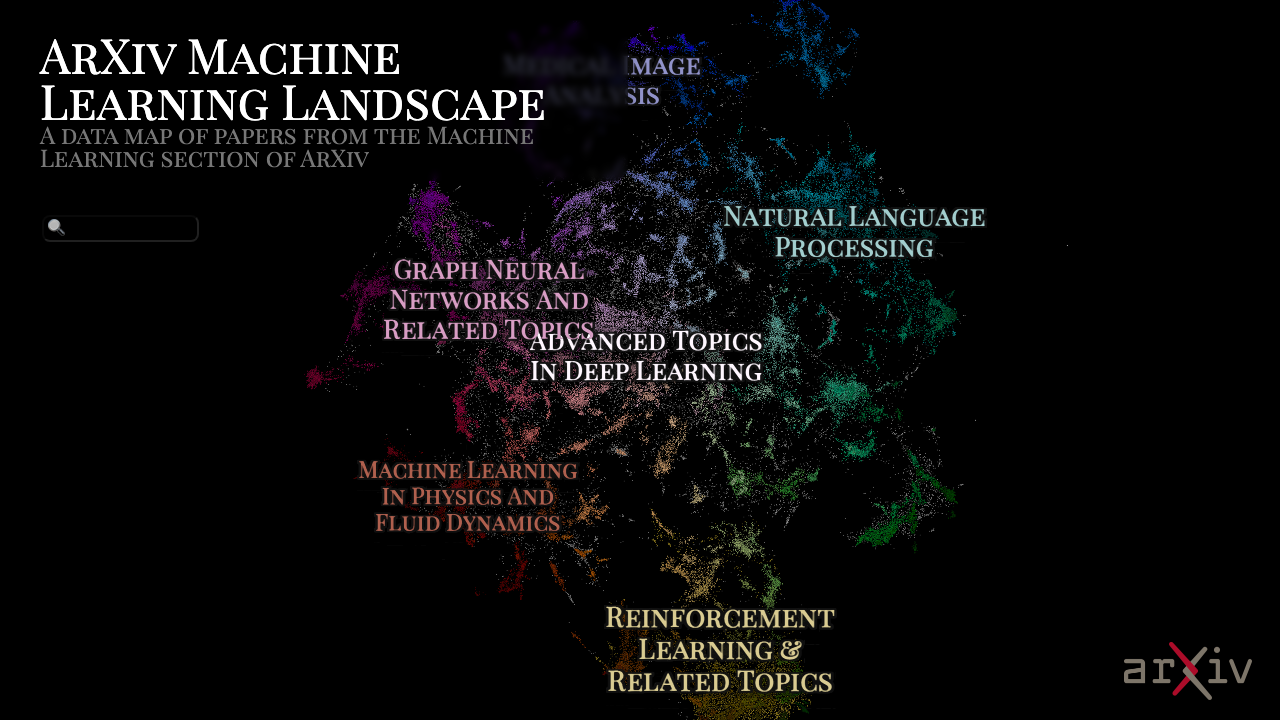 ArXiv Machine
Learning Landscape
A data map of papers from the Machine
Learning section of ArXiv
Medical Image
Analysis
Natural Language
Processing
Graph Neural
Networks And
Related Topics
Advanced Topics
In Deep Learning
Machine Learning
In Physics And
Fluid Dynamics
Reinforcement
Learning &
Related Topics
arXiv